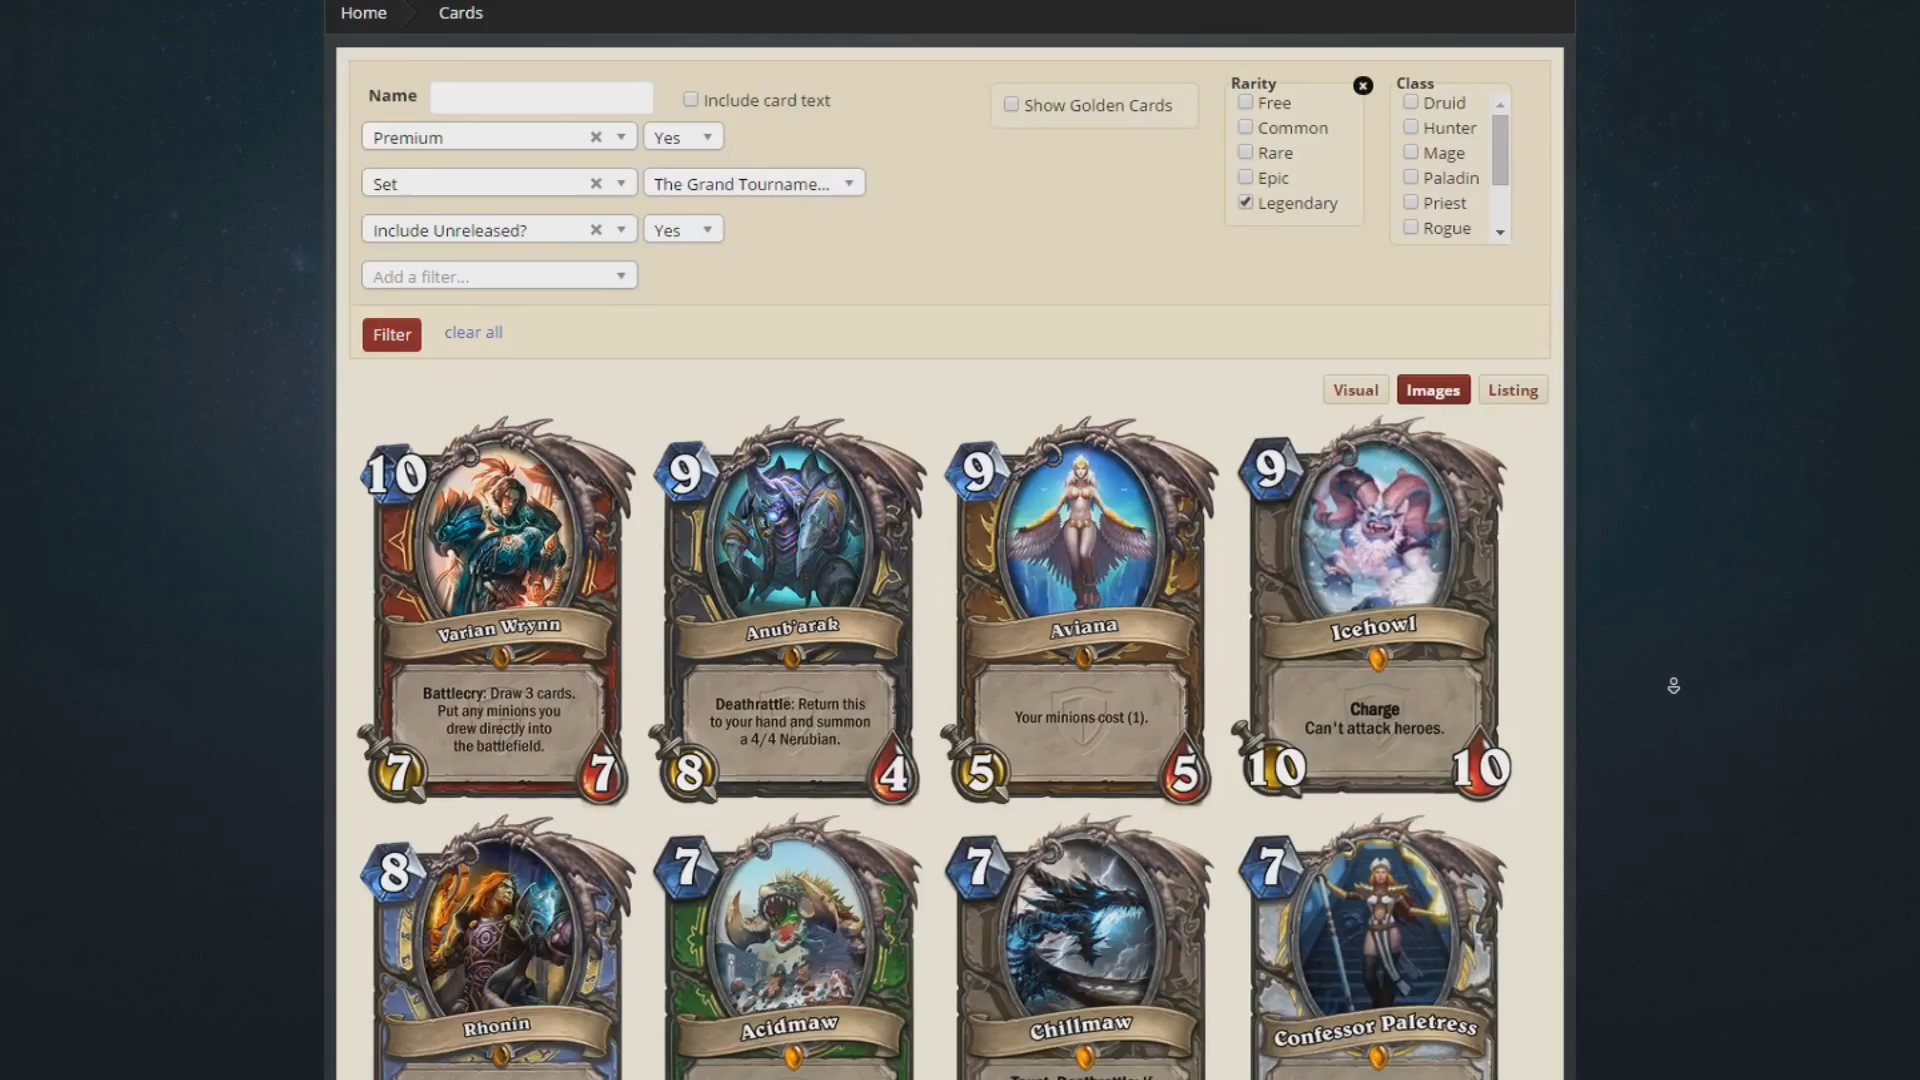 Home
Cards
Name
Include card text
Show Golden Cards
Rarity
Free
Common
Rare
Epic
Legendary
Class
Druid
Hunter
Mage
Paladin
Priest
Rogue
Premium
Yes
Set
The Grand Tourname...
Include Unreleased?
Yes
Add a filter...
Filter
clear all
Visual
Images
Listing
10
Varian Wrynn
Battlecry: Draw 3 cards.
Put any minions you
drew directly into
the battlefield.
7
7
9
Anub'arak
Deathrattle: Return this
to your hand and summon
a 4/4 Nerubian.
8
4
9
Aviana
Your minions cost (1).
5
5
9
Icehowl
Charge
Can't attack heroes.
10
10
8
Rhonin
7
Acidmaw
7
Chillmaw
7
Confessor Paletress